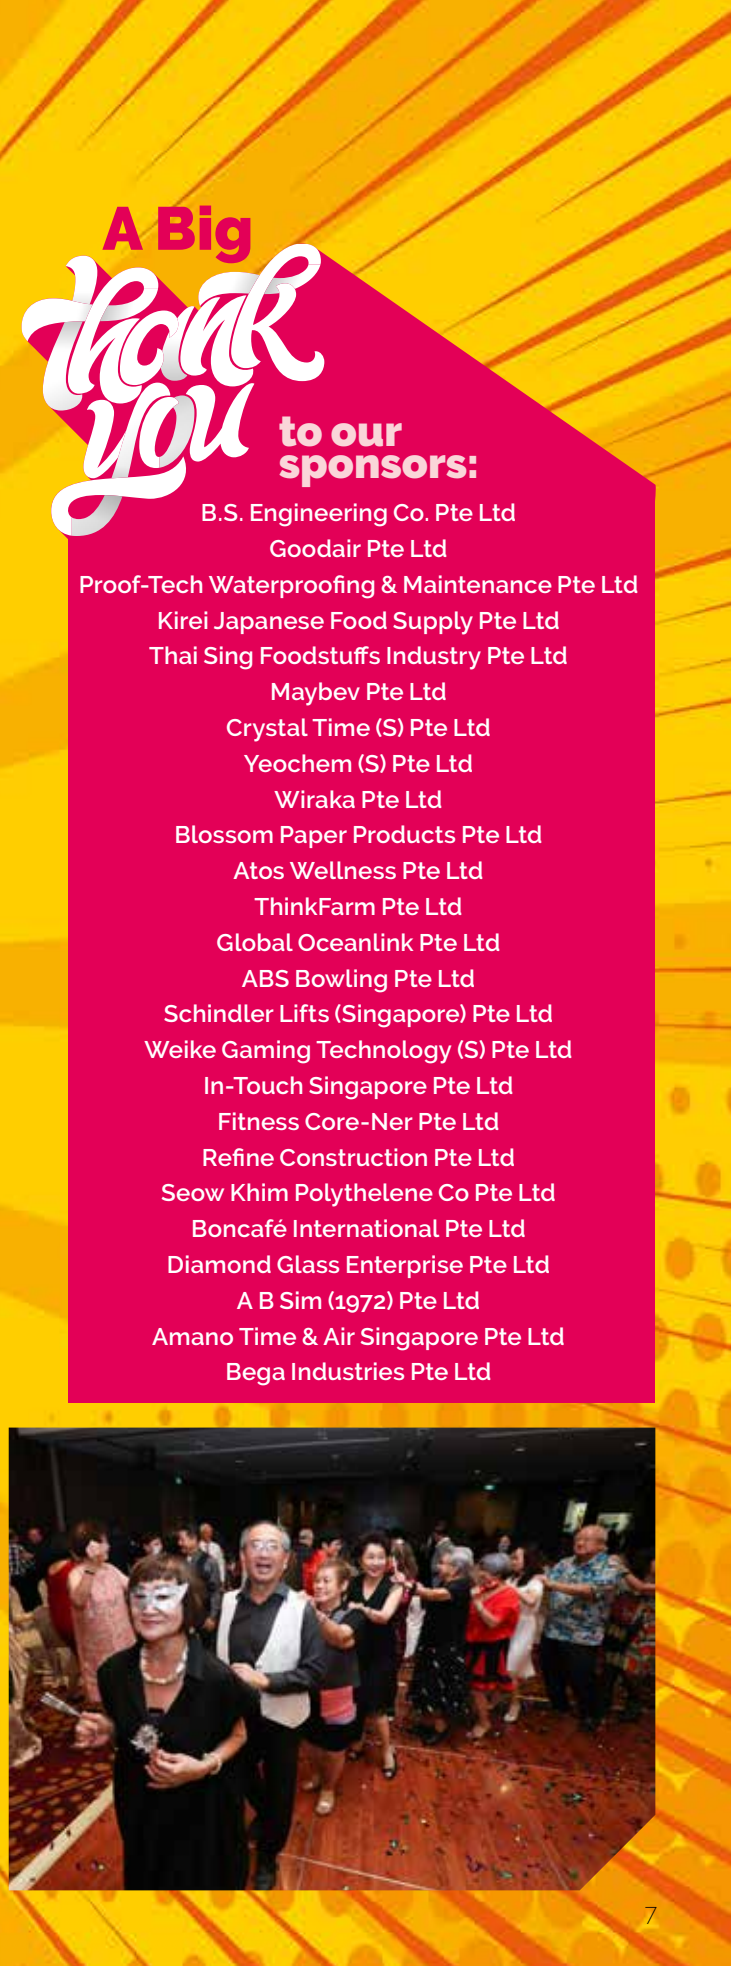 A Big
thank
you
to our
sponsors:
B.S. Engineering Co. Pte Ltd
Goodair Pte Ltd
Proof-Tech Waterproofing & Maintenance Pte Ltd
Kirei Japanese Food Supply Pte Ltd
Thai Sing Foodstuffs Industry Pte Ltd
Maybev Pte Ltd
Crystal Time (S) Pte Ltd
Yeochem (S) Pte Ltd
Wiraka Pte Ltd
Blossom Paper Products Pte Ltd
Atos Wellness Pte Ltd
ThinkFarm Pte Ltd
Global Oceanlink Pte Ltd
ABS Bowling Pte Ltd
Schindler Lifts (Singapore) Pte Ltd
Weike Gaming Technology (S) Pte Ltd
In-Touch Singapore Pte Ltd
Fitness Core-Ner Pte Ltd
Refine Construction Pte Ltd
Seow Khim Polythelene Co Pte Ltd
Boncafé International Pte Ltd
Diamond Glass Enterprise Pte Ltd
A B Sim (1972) Pte Ltd
Amano Time & Air Singapore Pte Ltd
Bega Industries Pte Ltd
7